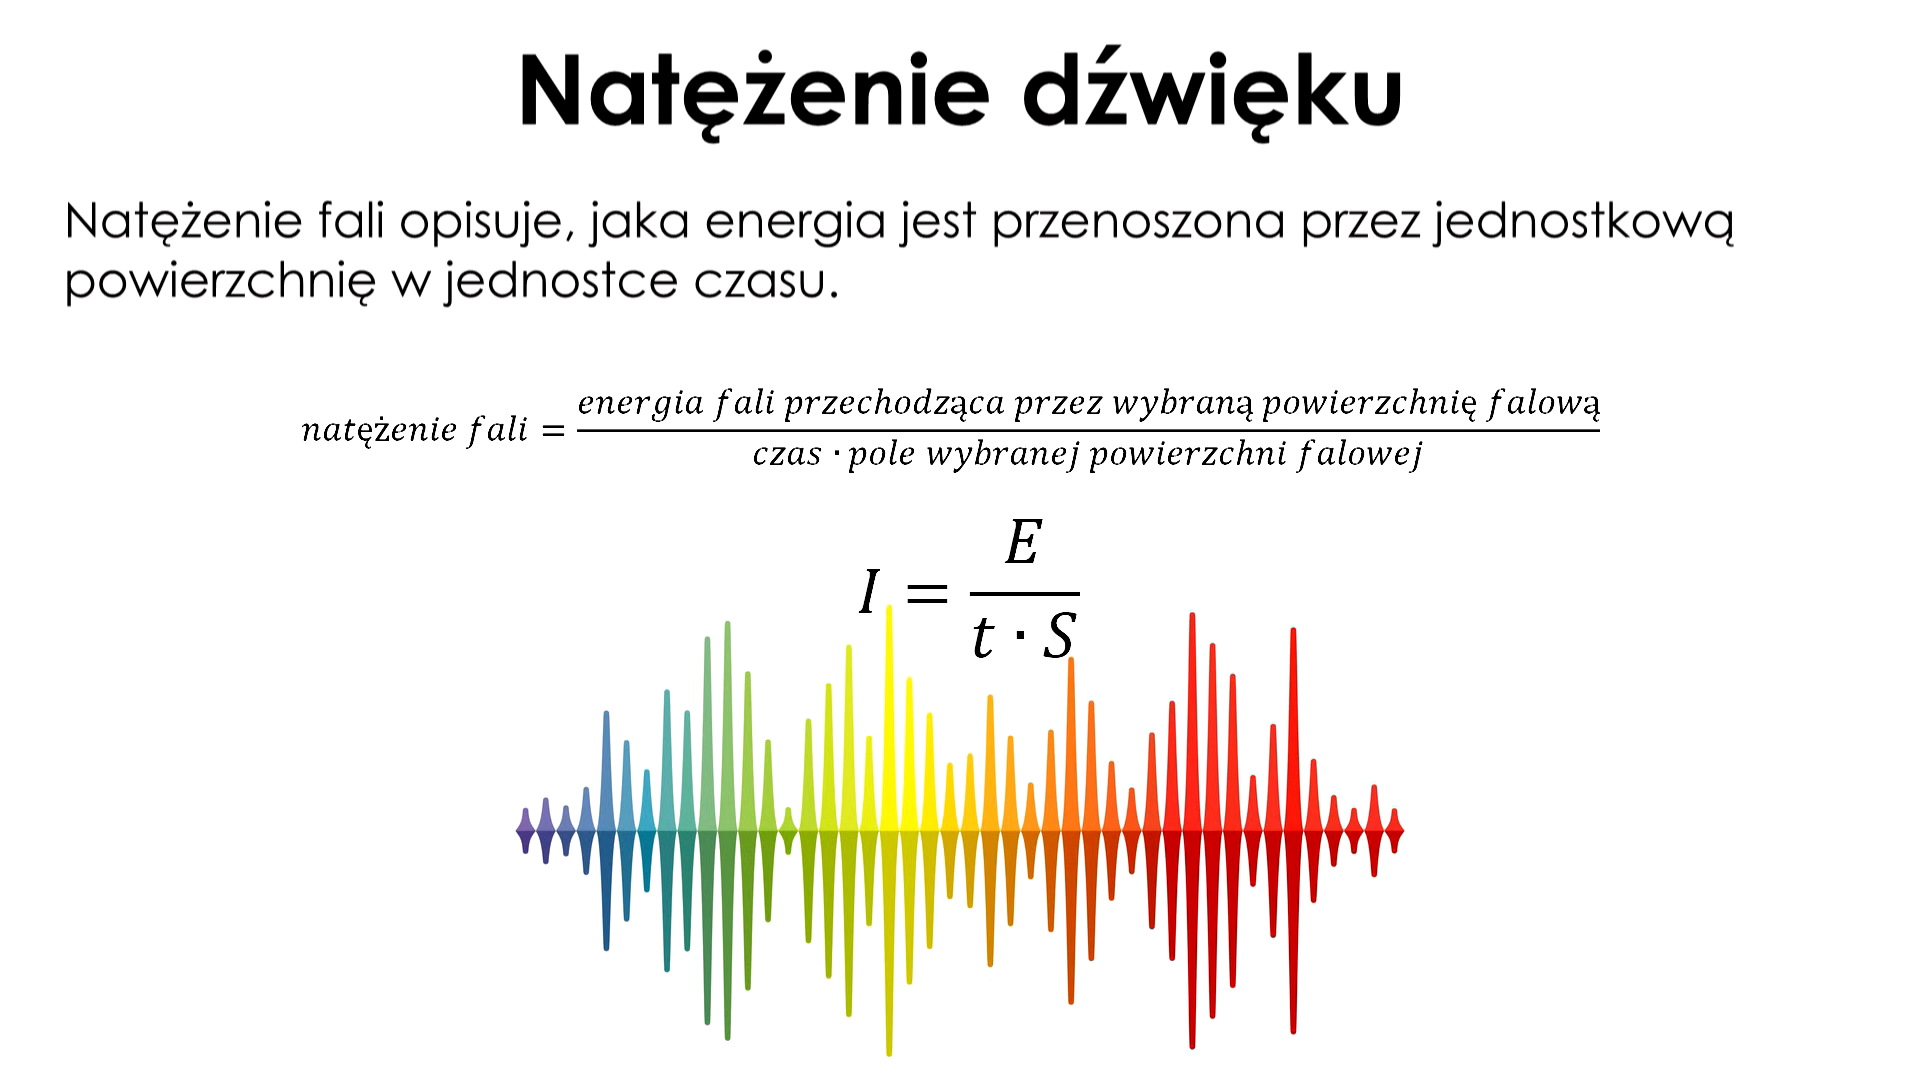 Natężenie dźwięku
Natężenie fali opisuje, jaka energia jest przenoszona przez jednostkową
powierzchnię w jednostce czasu.
natężenie fali = energia fali przechodząca przez wybraną powierzchnię falową
czas · pole wybranej powierzchni falowej
I = E
t · S